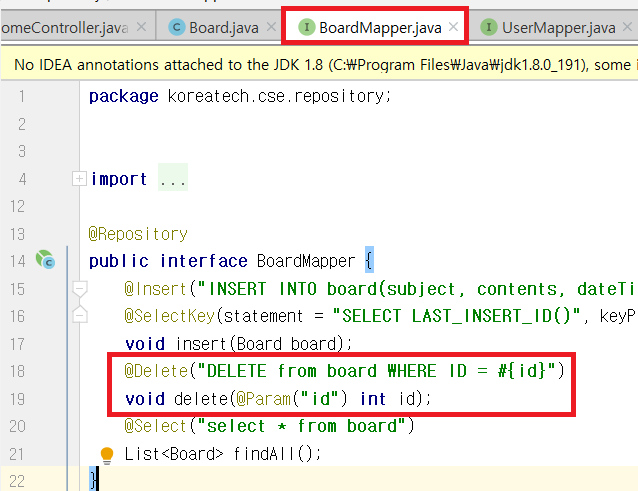 omeController.java Board.java BoardMapper.java UserMapper.java
No IDEA annotations attached to the JDK 1.8 (C:₩Program Files₩Java₩jdk1.8.0_191), some i
1 package koreatech.cse.repository;
2
3
4 import ...
12
13 @Repository
14 public interface BoardMapper {
15 @Insert("INSERT INTO board(subject, contents, dateTi
16 @SelectKey(statement = "SELECT LAST_INSERT_ID()", keyP
17 void insert(Board board);
18 @Delete("DELETE from board WHERE ID = #{id}")
19 void delete(@Param("id") int id);
20 @Select("select * from board")
21 List<Board> findAll();
22 }